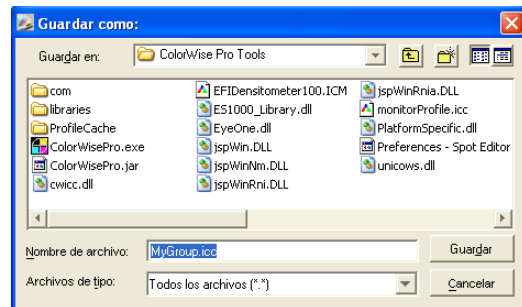 Guardar como:
Guardar en: ColorWise Pro Tools
com EFIDensitometer100.ICM jspWinRnia.DLL
libraries ES1000_Library.dll monitorProfile.icc
ProfileCache EyeOne.dll PlatformSpecific.dll
ColorWisePro.exe jspWin.DLL Preferences - Spot Editor
ColorWisePro.jar jspWinNm.DLL unicows.dll
cwicc.dll jspWinRni.DLL
Nombre de archivo: MyGroup.icc Guardar
Archivos de tipo: Todos los archivos (*.*) Cancelar